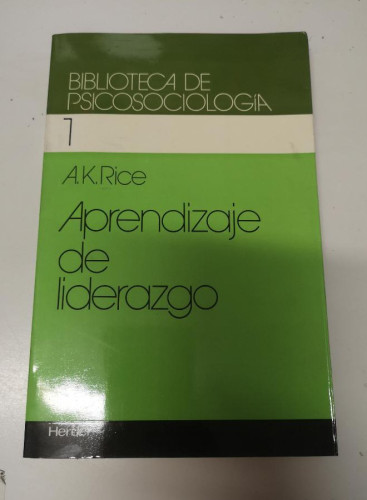 BIBLIOTECA DE
PSICOSOCIOLOGÍA
1
A.K.Rice
Aprendizaje
de
liderazgo